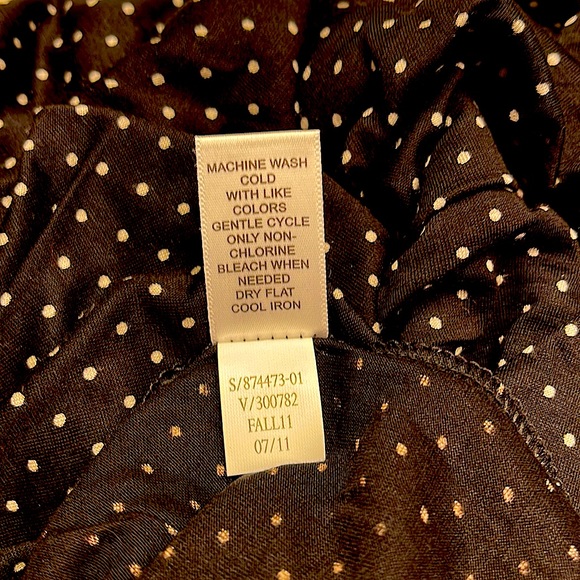 MACHINE WASH
COLD
WITH LIKE
COLORS
GENTLE CYCLE
ONLY NON-
CHLORINE
BLEACH WHEN
NEEDED
DRY FLAT
COOL IRON
S/874473-01
V/300782
FALL11
07/11